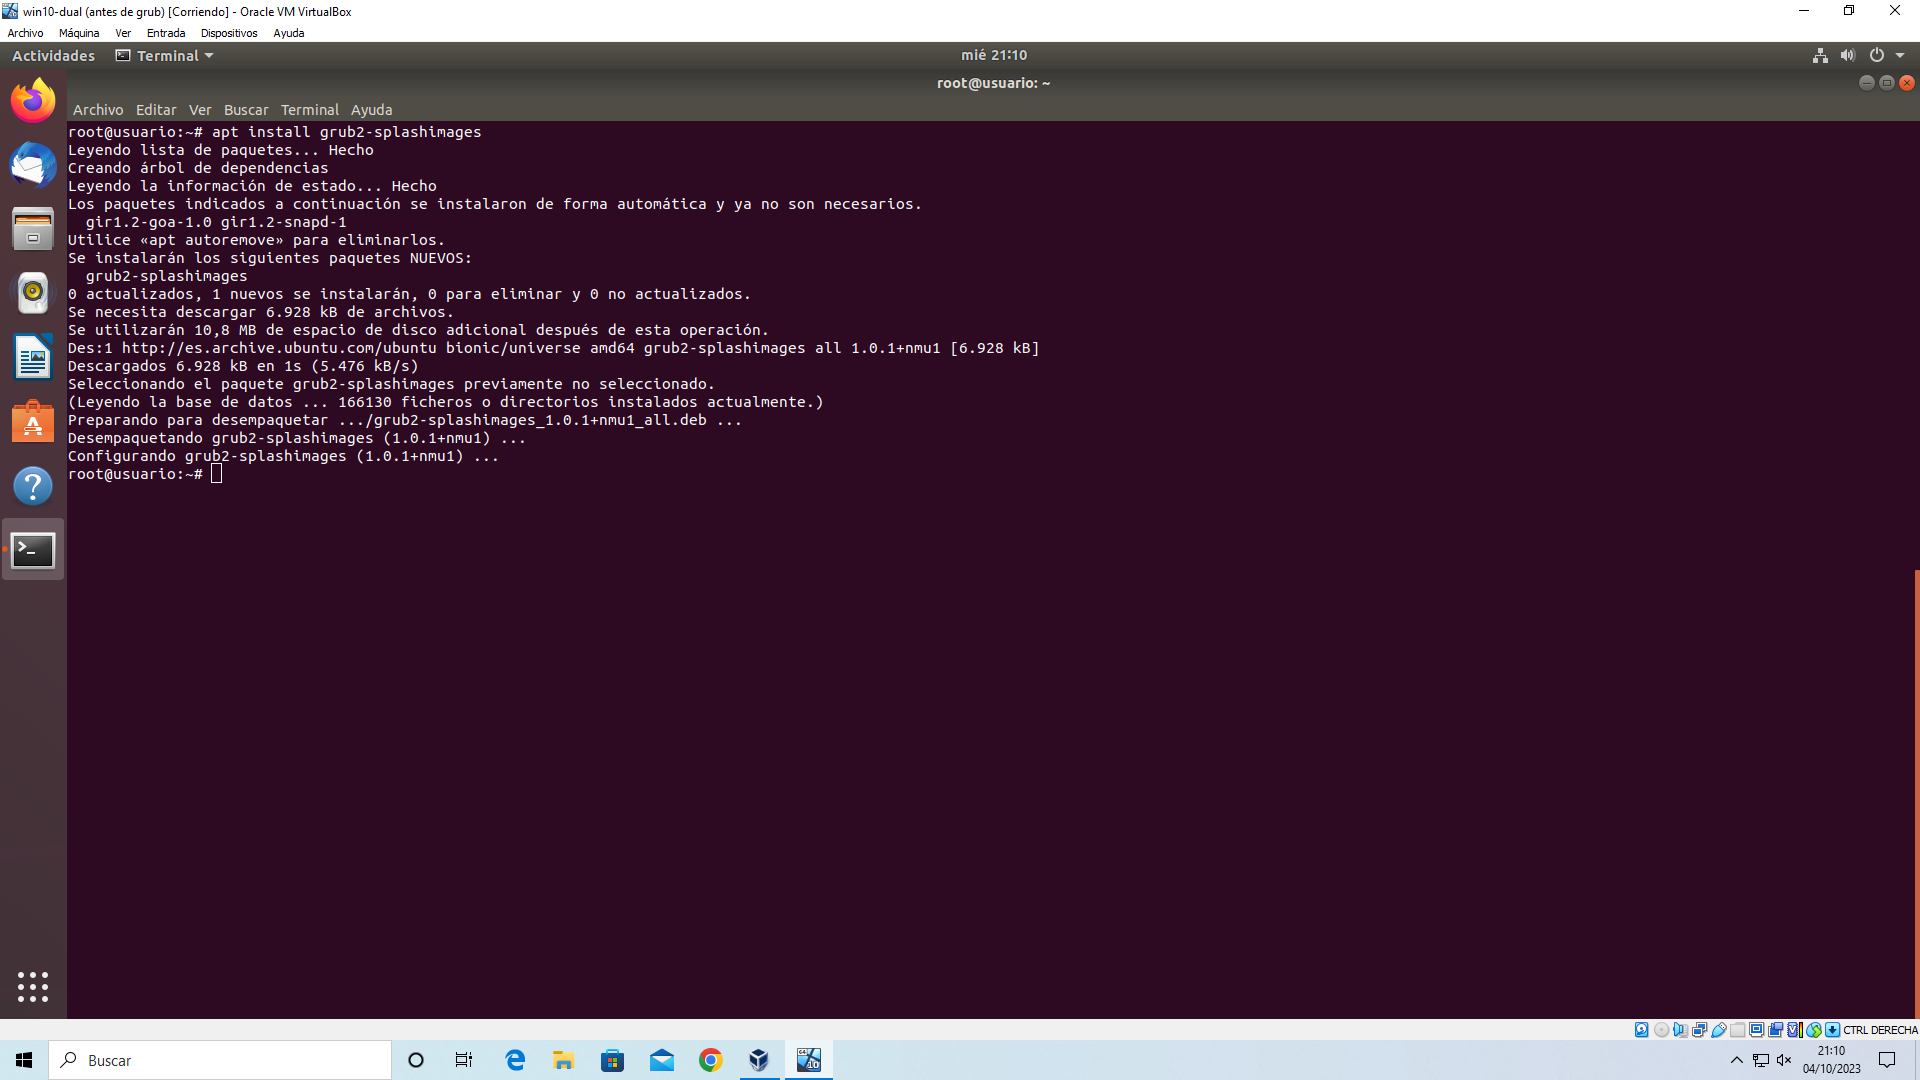 win10-dual (antes de grub) [Corriendo] - Oracle VM VirtualBox
Archivo Máquina Ver Entrada Dispositivos Ayuda
Actividades Terminal mié 21:10
root@usuario: ~
Archivo Editar Ver Buscar Terminal Ayuda
root@usuario:~# apt install grub2-splashimages
Leyendo lista de paquetes... Hecho
Creando árbol de dependencias
Leyendo la información de estado... Hecho
Los paquetes indicados a continuación se instalaron de forma automática y ya no son necesarios.
gir1.2-goa-1.0 gir1.2-snapd-1
Utilice «apt autoremove» para eliminarlos.
Se instalarán los siguientes paquetes NUEVOS:
grub2-splashimages
0 actualizados, 1 nuevos se instalarán, 0 para eliminar y 0 no actualizados.
Se necesita descargar 6.928 kB de archivos.
Se utilizarán 10,8 MB de espacio de disco adicional después de esta operación.
Des:1 http://es.archive.ubuntu.com/ubuntu bionic/universe amd64 grub2-splashimages all 1.0.1+nmu1 [6.928 kB]
Descargados 6.928 kB en 1s (5.476 kB/s)
Seleccionando el paquete grub2-splashimages previamente no seleccionado.
(Leyendo la base de datos ... 166130 ficheros o directorios instalados actualmente.)
Preparando para desempaquetar .../grub2-splashimages_1.0.1+nmu1_all.deb ...
Desempaquetando grub2-splashimages (1.0.1+nmu1) ...
Configurando grub2-splashimages (1.0.1+nmu1) ...
root@usuario:~#
CTRL DERECHA
Buscar
21:10
04/10/2023